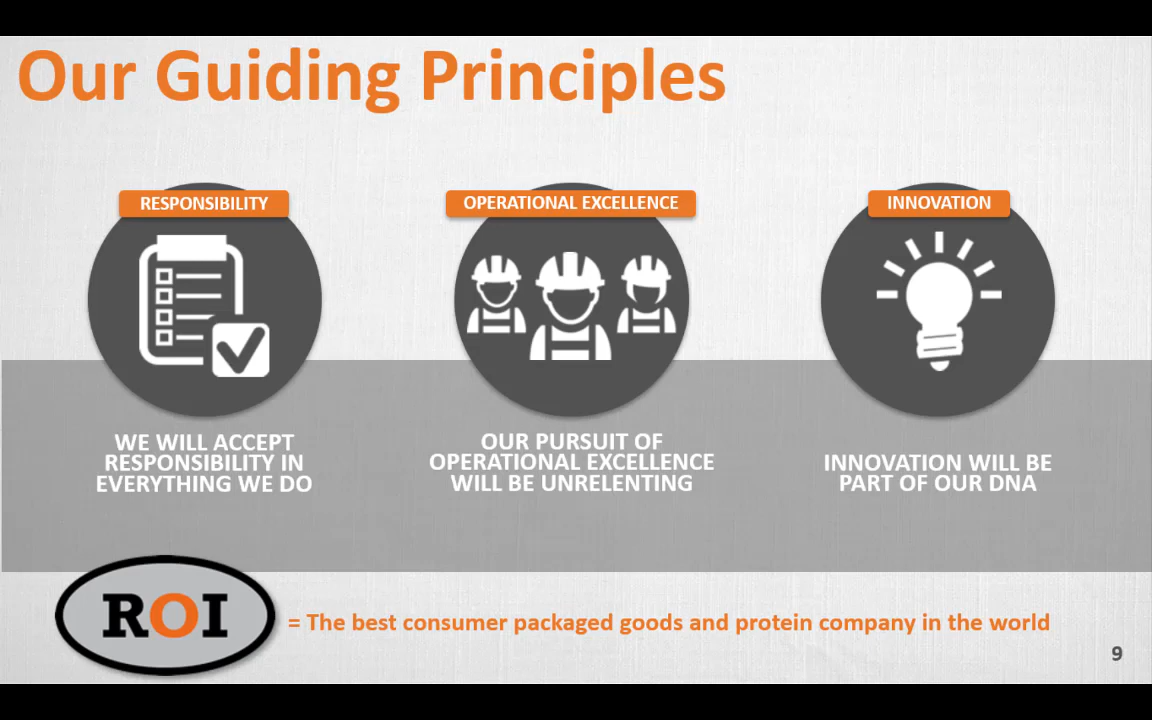 Our Guiding Principles
RESPONSIBILITY
OPERATIONAL EXCELLENCE
INNOVATION
WE WILL ACCEPT
RESPONSIBILITY IN
EVERYTHING WE DO
OUR PURSUIT OF
OPERATIONAL EXCELLENCE
WILL BE UNRELENTING
INNOVATION WILL BE
PART OF OUR DNA
ROI
= The best consumer packaged goods and protein company in the world
9